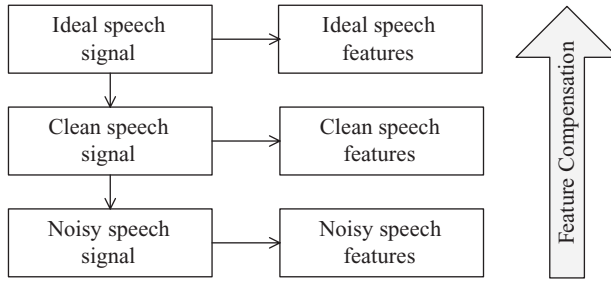 Ideal speech
signal
Ideal speech
features
Clean speech
signal
Clean speech
features
Noisy speech
signal
Noisy speech
features
Feature Compensation